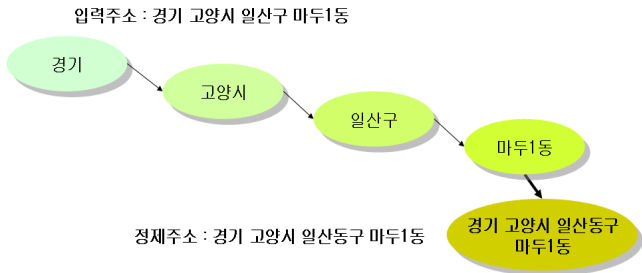 입력주소 : 경기 고양시 일산구 마두1동
경기
고양시
일산구
마두1동
경기 고양시 일산동구
마두1동
정제주소 : 경기 고양시 일산동구 마두1동